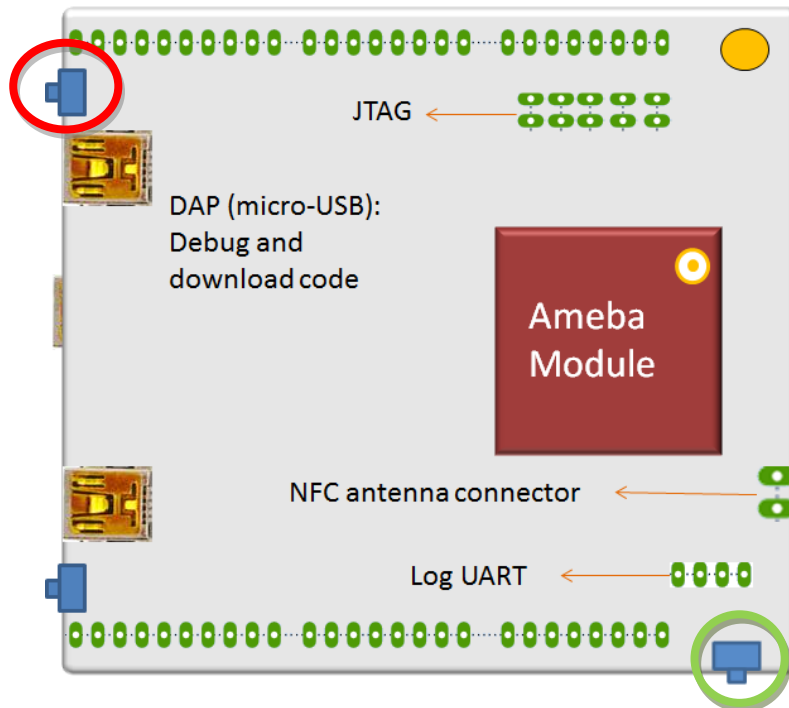 JTAG
DAP (micro-USB):
Debug and
download code
Ameba
Module
NFC antenna connector
Log UART